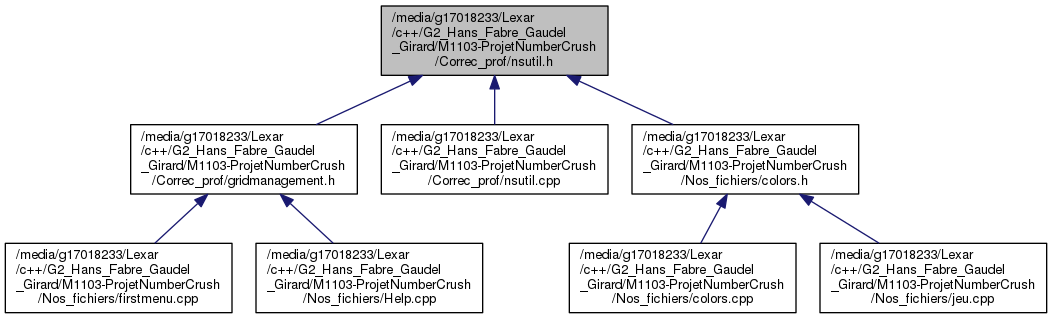 /media/g17018233/Lexar
/c++/G2_Hans_Fabre_Gaudel
_Girard/M1103-ProjetNumberCrush
/Correc_prof/nsutil.h
/media/g17018233/Lexar
/c++/G2_Hans_Fabre_Gaudel
_Girard/M1103-ProjetNumberCrush
/Correc_prof/gridmanagement.h
/media/g17018233/Lexar
/c++/G2_Hans_Fabre_Gaudel
_Girard/M1103-ProjetNumberCrush
/Correc_prof/nsutil.cpp
/media/g17018233/Lexar
/c++/G2_Hans_Fabre_Gaudel
_Girard/M1103-ProjetNumberCrush
/Nos_fichiers/colors.h
/media/g17018233/Lexar
/c++/G2_Hans_Fabre_Gaudel
_Girard/M1103-ProjetNumberCrush
/Nos_fichiers/firstmenu.cpp
/media/g17018233/Lexar
/c++/G2_Hans_Fabre_Gaudel
_Girard/M1103-ProjetNumberCrush
/Nos_fichiers/Help.cpp
/media/g17018233/Lexar
/c++/G2_Hans_Fabre_Gaudel
_Girard/M1103-ProjetNumberCrush
/Nos_fichiers/colors.cpp
/media/g17018233/Lexar
/c++/G2_Hans_Fabre_Gaudel
_Girard/M1103-ProjetNumberCrush
/Nos_fichiers/jeu.cpp